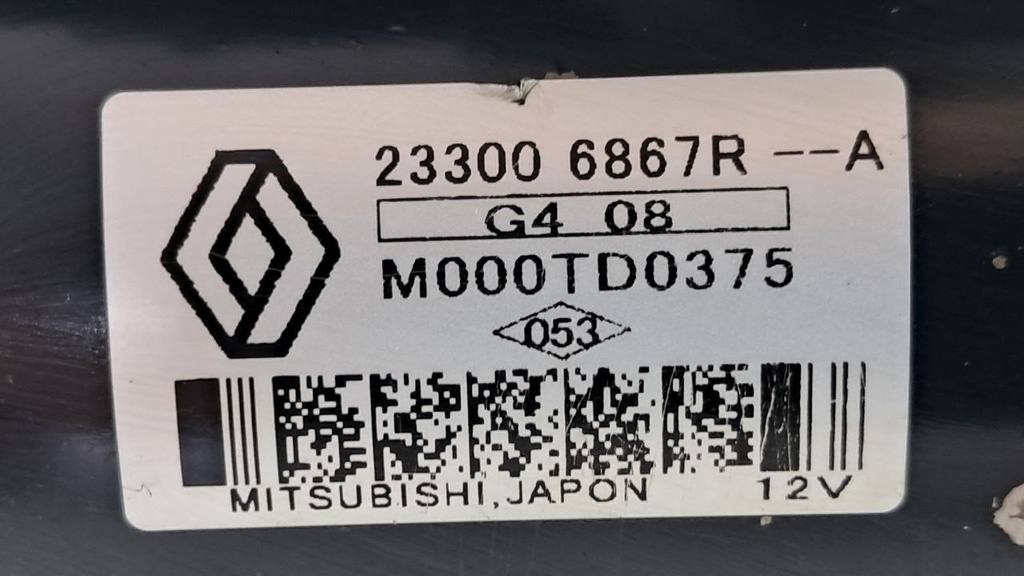 23300 6867R --A
G4 08
M000TD0375
053
MITSUBISHI,JAPON 12V